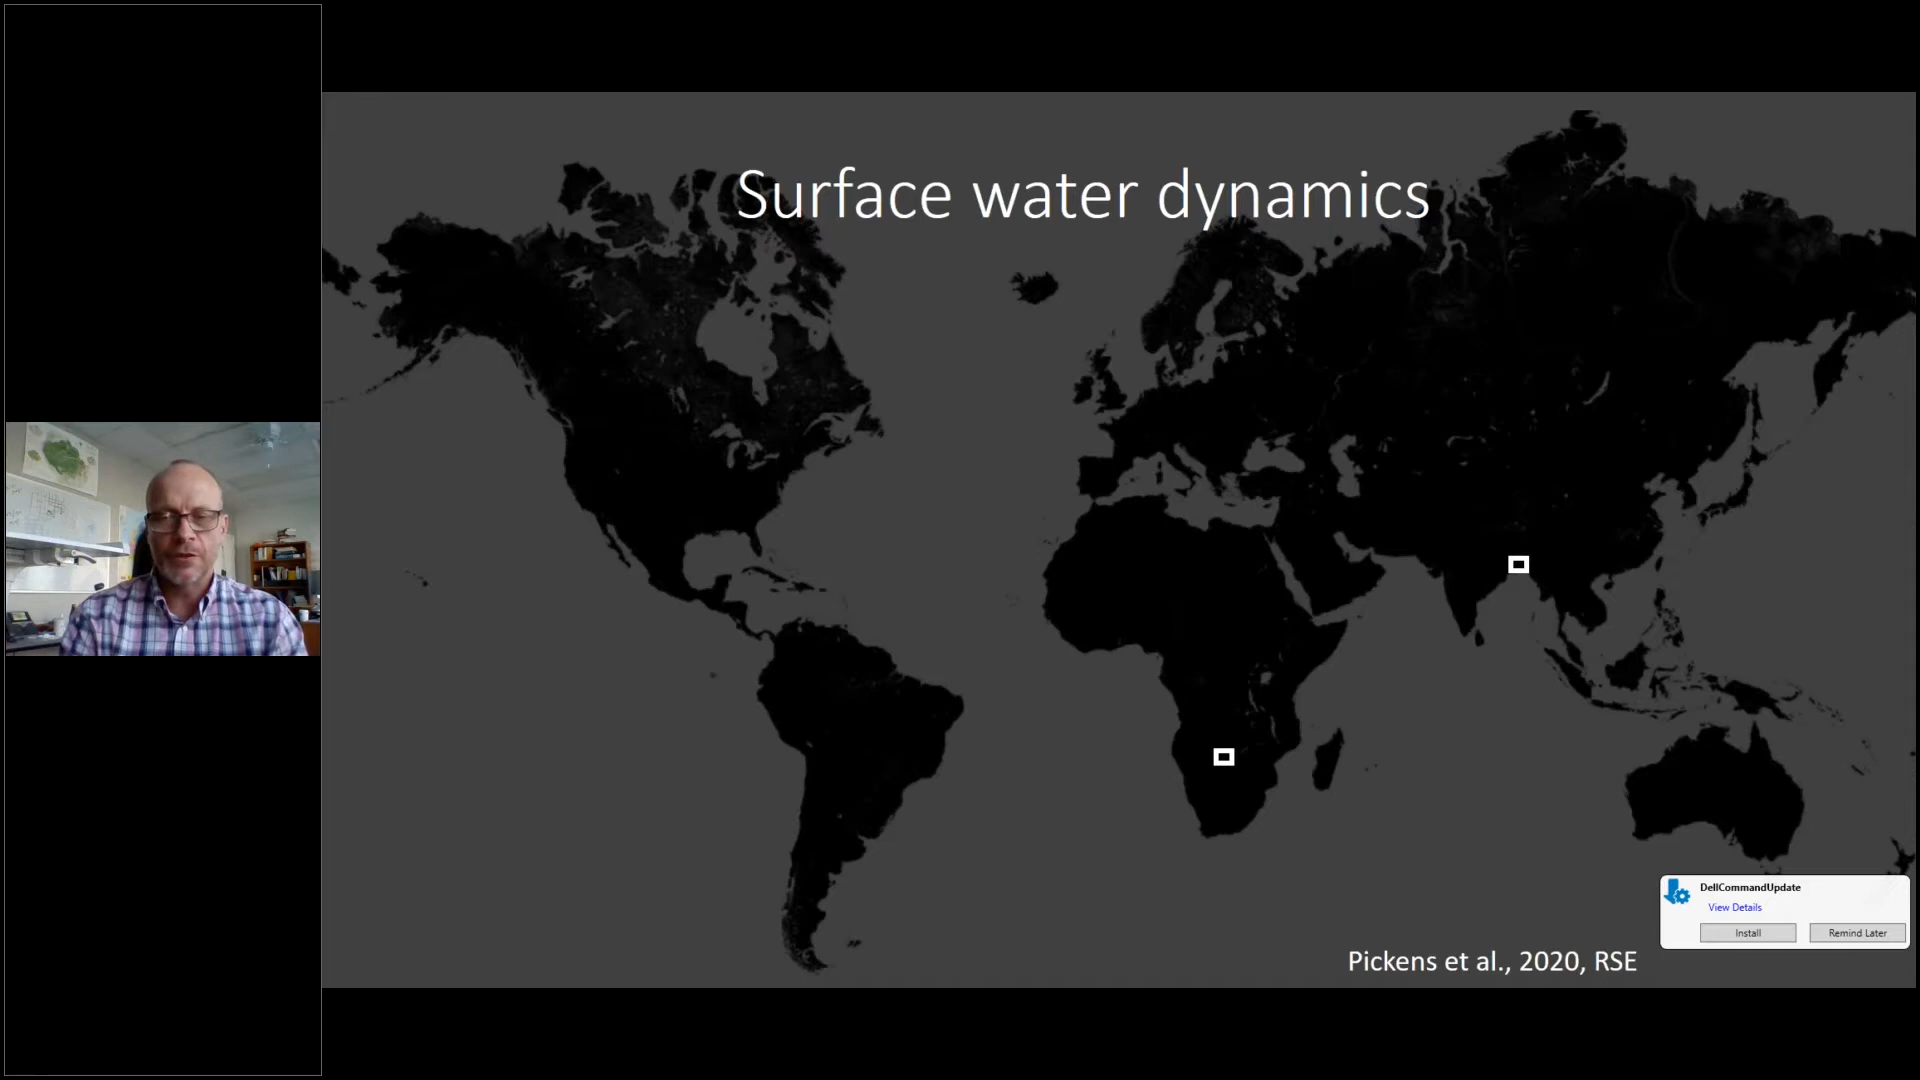 Surface water dynamics
DellCommandUpdate
View Details
Install
Remind Later
Pickens et al., 2020, RSE